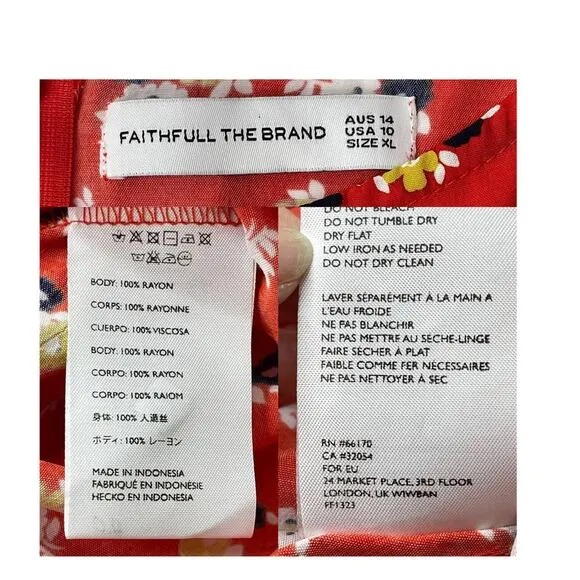 FAITHFULL THE BRAND
AUS 14
USA 10
SIZE XL
BODY: 100% RAYON
CORPS: 100% RAYONNE
CUERPO: 100% VISCOSA
BODY: 100% RAYON
CORPO: 100% RAYON
CORPO: 100% RAIOM
身体: 100% 人造丝
ボディ: 100% レーヨン
MADE IN INDONESIA
FABRIQUÉ EN INDONÉSIE
HECKO EN INDONESIA
DO NOT BLEACH
DO NOT TUMBLE DRY
DRY FLAT
LOW IRON AS NEEDED
DO NOT DRY CLEAN
LAVER SÉPARÉMENT À LA MAIN A
L'EAU FROIDE
NE PAS BLANCHIR
NE PAS METTRE AU SECHE-LINGE
FAIRE SÉCHER À PLAT
FAIBLE COMME FER NÉCESSAIRES
NE PAS NETTOYER À SEC
RN #66170
CA #32054
FOR EU
24 MARKET PLACE, 3RD FLOOR
LONDON, UK WIWBAN
FF1323